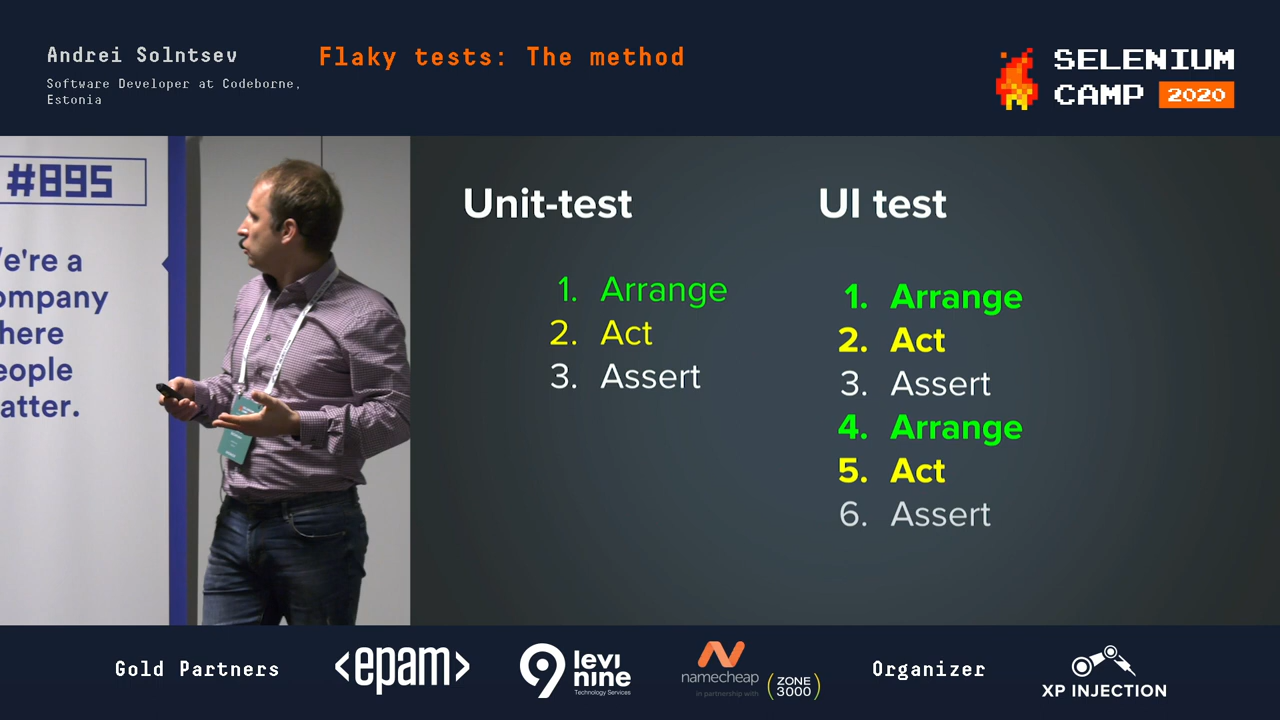 Andrei Solntsev
Software Developer at Codeborne,
Estonia
Flaky tests: The method
SELENIUM
CAMP 2020
#895
e're a
ompany
here
eople
atter.
Unit-test
1. Arrange
2. Act
3. Assert
UI test
1. Arrange
2. Act
3. Assert
4. Arrange
5. Act
6. Assert
Gold Partners
<epam>
9 levi
nine
Technology Services
namecheap
in partnership with
ZONE
3000
Organizer
XP INJECTION